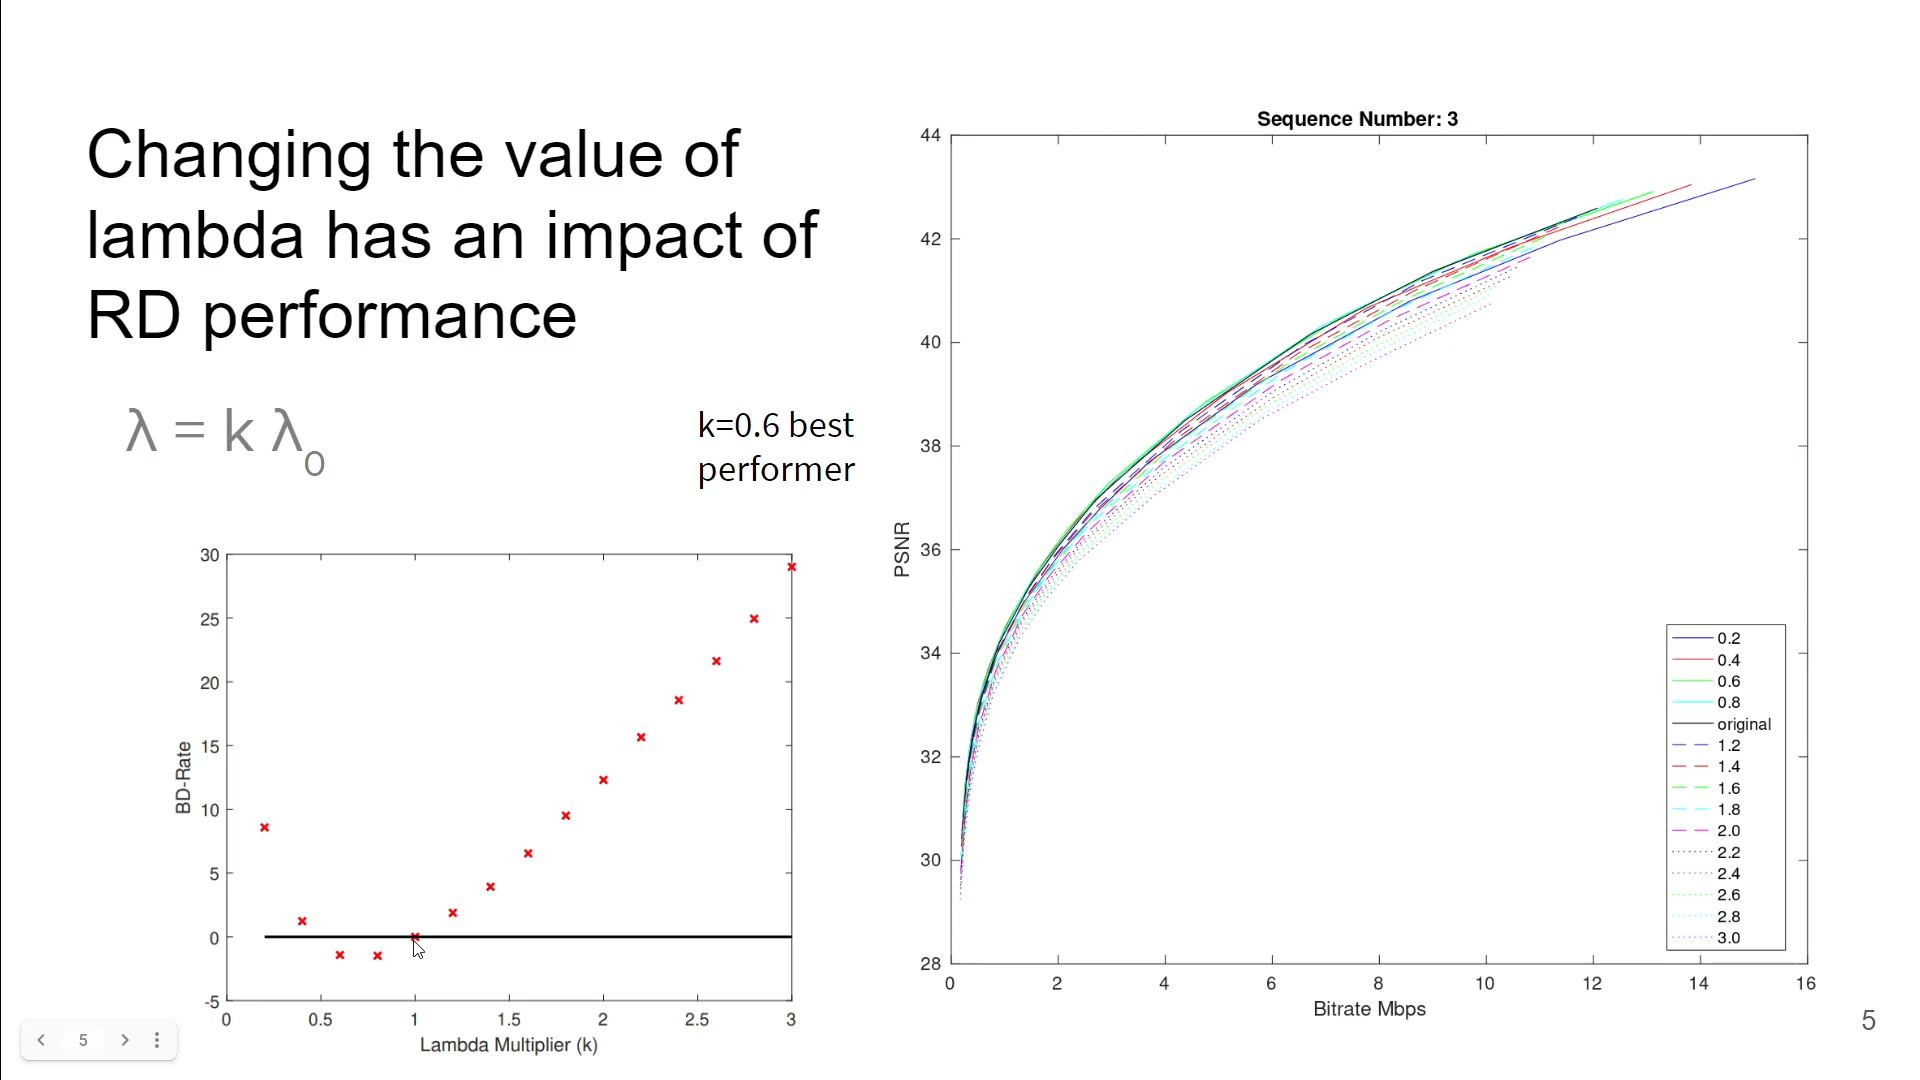 Changing the value of
lambda has an impact of
RD performance
λ = k λ0
k=0.6 best
performer
30
25
20
15
10
5
0
-5
BD-Rate
0 0.5 1 1.5 2 2.5 3
Lambda Multiplier (k)
Sequence Number: 3
44
42
40
38
36
34
32
30
28
PSNR
0 2 4 6 8 10 12 14 16
Bitrate Mbps
0.2
0.4
0.6
0.8
original
1.2
1.4
1.6
1.8
2.0
2.2
2.4
2.6
2.8
3.0
5
5